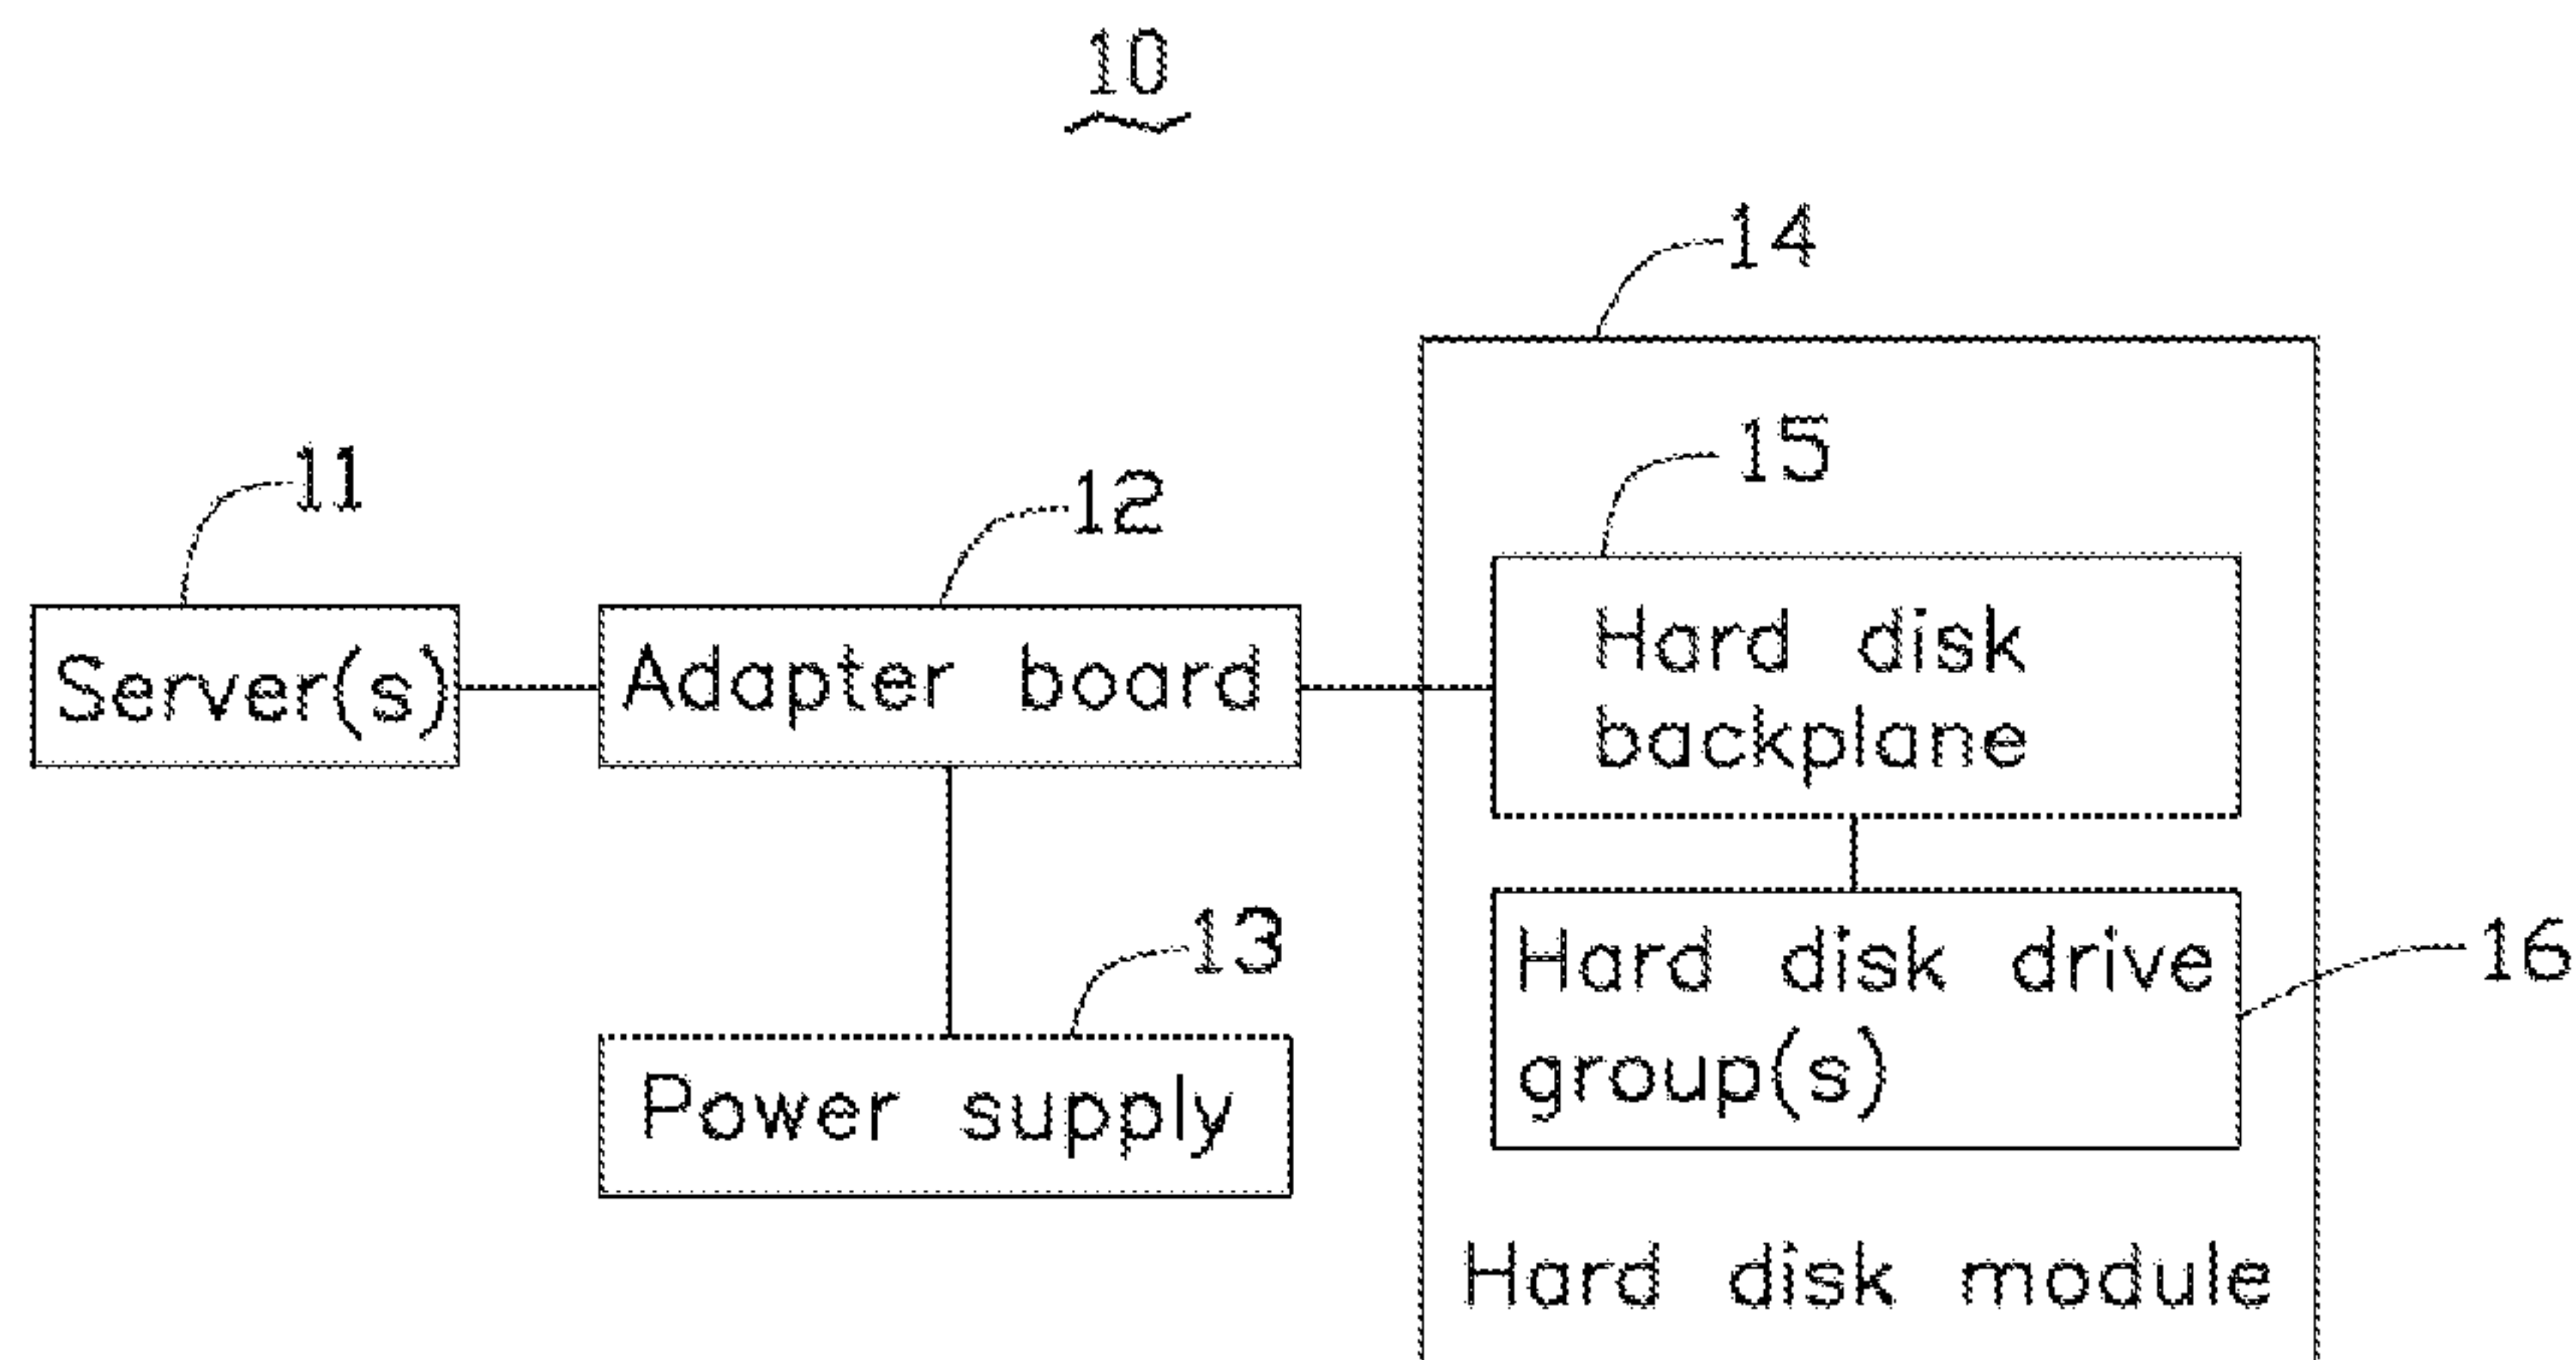 10
14
15
11
12
Server(s)
Adapter board
Hard disk
backplane
13
16
Hard disk drive
group(s)
Power supply
Hard disk module